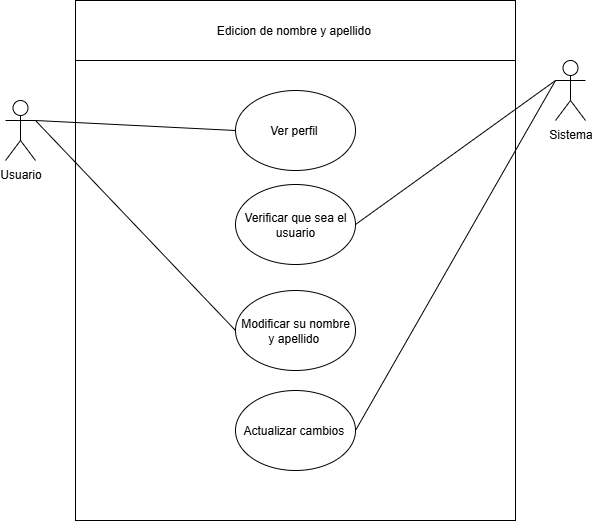 Edicion de nombre y apellido
Ver perfil
Usuario
Sistema
Verificar que sea el
usuario
Modificar su nombre
y apellido
Actualizar cambios